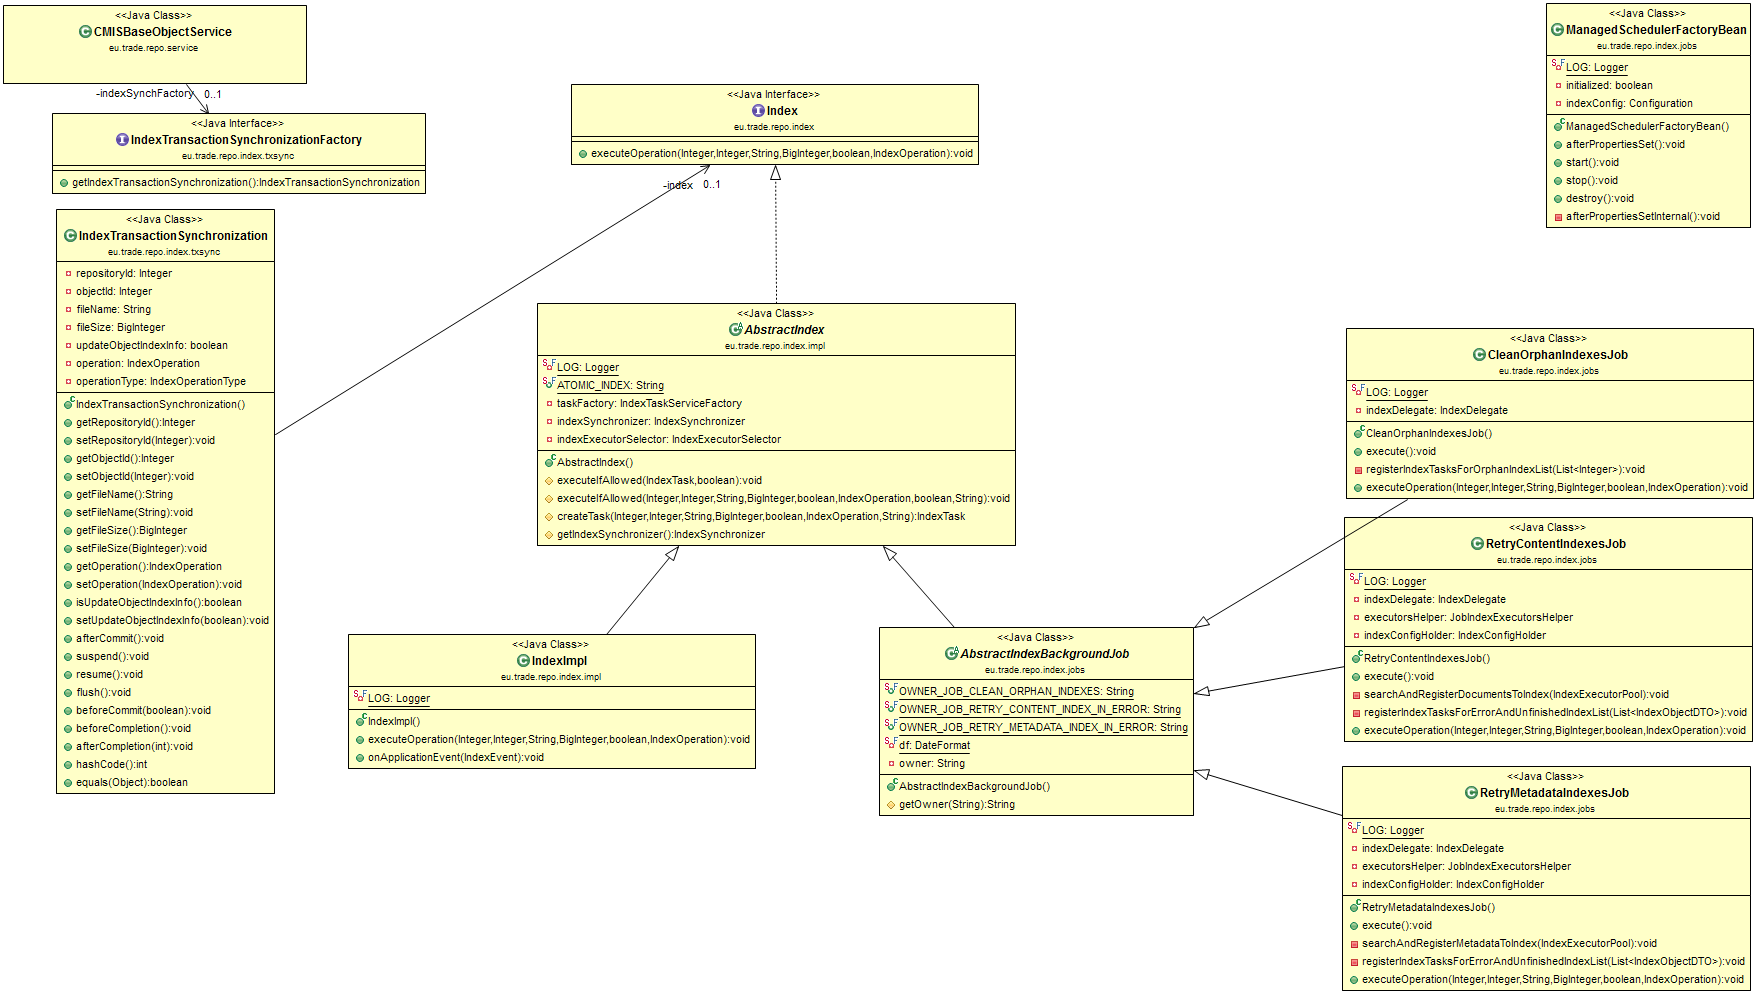 <<Java Class>>
CMISBaseObjectService
eu.trade.repo.service
-indexSynchFactory 0..1
<<Java Interface>>
IndexTransactionSynchronizationFactory
eu.trade.repo.index.txsync
getIndexTransactionSynchronization():IndexTransactionSynchronization
<<Java Class>>
IndexTransactionSynchronization
eu.trade.repo.index.txsync
repositoryId: Integer
objectId: Integer
fileName: String
fileSize: BigInteger
updateObjectIndexInfo: boolean
operation: IndexOperation
operationType: IndexOperationType
IndexTransactionSynchronization()
getRepositoryId():Integer
setRepositoryId(Integer):void
getObjectId():Integer
setObjectId(Integer):void
getFileName():String
setFileName(String):void
getFileSize():BigInteger
setFileSize(BigInteger):void
getOperation():IndexOperation
setOperation(IndexOperation):void
isUpdateObjectIndexInfo():boolean
setUpdateObjectIndexInfo(boolean):void
afterCommit():void
suspend():void
resume():void
flush():void
beforeCommit(boolean):void
beforeCompletion():void
afterCompletion(int):void
hashCode():int
equals(Object):boolean
<<Java Interface>>
Index
eu.trade.repo.index
executeOperation(Integer,Integer,String,BigInteger,boolean,IndexOperation):void
-index 0..1
<<Java Class>>
AbstractIndex
eu.trade.repo.index.impl
LOG: Logger
ATOMIC_INDEX: String
taskFactory: IndexTaskServiceFactory
indexSynchronizer: IndexSynchronizer
indexExecutorSelector: IndexExecutorSelector
AbstractIndex()
executeIfAllowed(IndexTask,boolean):void
executeIfAllowed(Integer,Integer,String,BigInteger,boolean,IndexOperation,boolean,String):void
createTask(Integer,Integer,String,BigInteger,boolean,IndexOperation,String):IndexTask
getIndexSynchronizer():IndexSynchronizer
<<Java Class>>
IndexImpl
eu.trade.repo.index.impl
LOG: Logger
IndexImpl()
executeOperation(Integer,Integer,String,BigInteger,boolean,IndexOperation):void
onApplicationEvent(IndexEvent):void
<<Java Class>>
AbstractIndexBackgroundJob
eu.trade.repo.index.jobs
OWNER_JOB_CLEAN_ORPHAN_INDEXES: String
OWNER_JOB_RETRY_CONTENT_INDEX_IN_ERROR: String
OWNER_JOB_RETRY_METADATA_INDEX_IN_ERROR: String
df: DateFormat
owner: String
AbstractIndexBackgroundJob()
getOwner(String):String
<<Java Class>>
ManagedSchedulerFactoryBean
eu.trade.repo.index.jobs
LOG: Logger
initialized: boolean
indexConfig: Configuration
ManagedSchedulerFactoryBean()
afterPropertiesSet():void
start():void
stop():void
destroy():void
afterPropertiesSetInternal():void
<<Java Class>>
CleanOrphanIndexesJob
eu.trade.repo.index.jobs
LOG: Logger
indexDelegate: IndexDelegate
CleanOrphanIndexesJob()
execute():void
registerIndexTasksForOrphanIndexList(List<Integer>):void
executeOperation(Integer,Integer,String,BigInteger,boolean,IndexOperation):void
<<Java Class>>
RetryContentIndexesJob
eu.trade.repo.index.jobs
LOG: Logger
indexDelegate: IndexDelegate
executorsHelper: JobIndexExecutorsHelper
indexConfigHolder: IndexConfigHolder
RetryContentIndexesJob()
execute():void
searchAndRegisterDocumentsToIndex(IndexExecutorPool):void
registerIndexTasksForErrorAndUnfinishedIndexList(List<IndexObjectDTO>):void
executeOperation(Integer,Integer,String,BigInteger,boolean,IndexOperation):void
<<Java Class>>
RetryMetadataIndexesJob
eu.trade.repo.index.jobs
LOG: Logger
indexDelegate: IndexDelegate
executorsHelper: JobIndexExecutorsHelper
indexConfigHolder: IndexConfigHolder
RetryMetadataIndexesJob()
execute():void
searchAndRegisterMetadataToIndex(IndexExecutorPool):void
registerIndexTasksForErrorAndUnfinishedIndexList(List<IndexObjectDTO>):void
executeOperation(Integer,Integer,String,BigInteger,boolean,IndexOperation):void